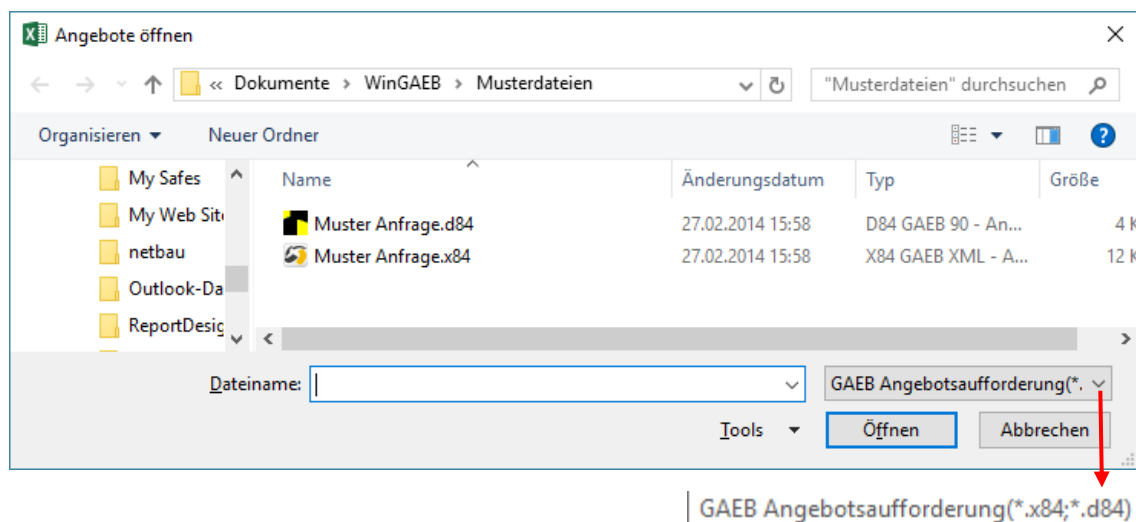 Angebote öffnen
« Dokumente > WinGAEB > Musterdateien
"Musterdateien" durchsuchen
Organisieren
Neuer Ordner
My Safes
Name
Änderungsdatum
Typ
Größe
My Web Site
Muster Anfrage.d84
27.02.2014 15:58
D84 GAEB 90 - An...
4 K
netbau
Muster Anfrage.x84
27.02.2014 15:58
X84 GAEB XML - A...
12 K
Outlook-Da
ReportDesig
Dateiname:
GAEB Angebotsaufforderung(*.
Tools
Öffnen
Abbrechen
GAEB Angebotsaufforderung(*.x84;*.d84)